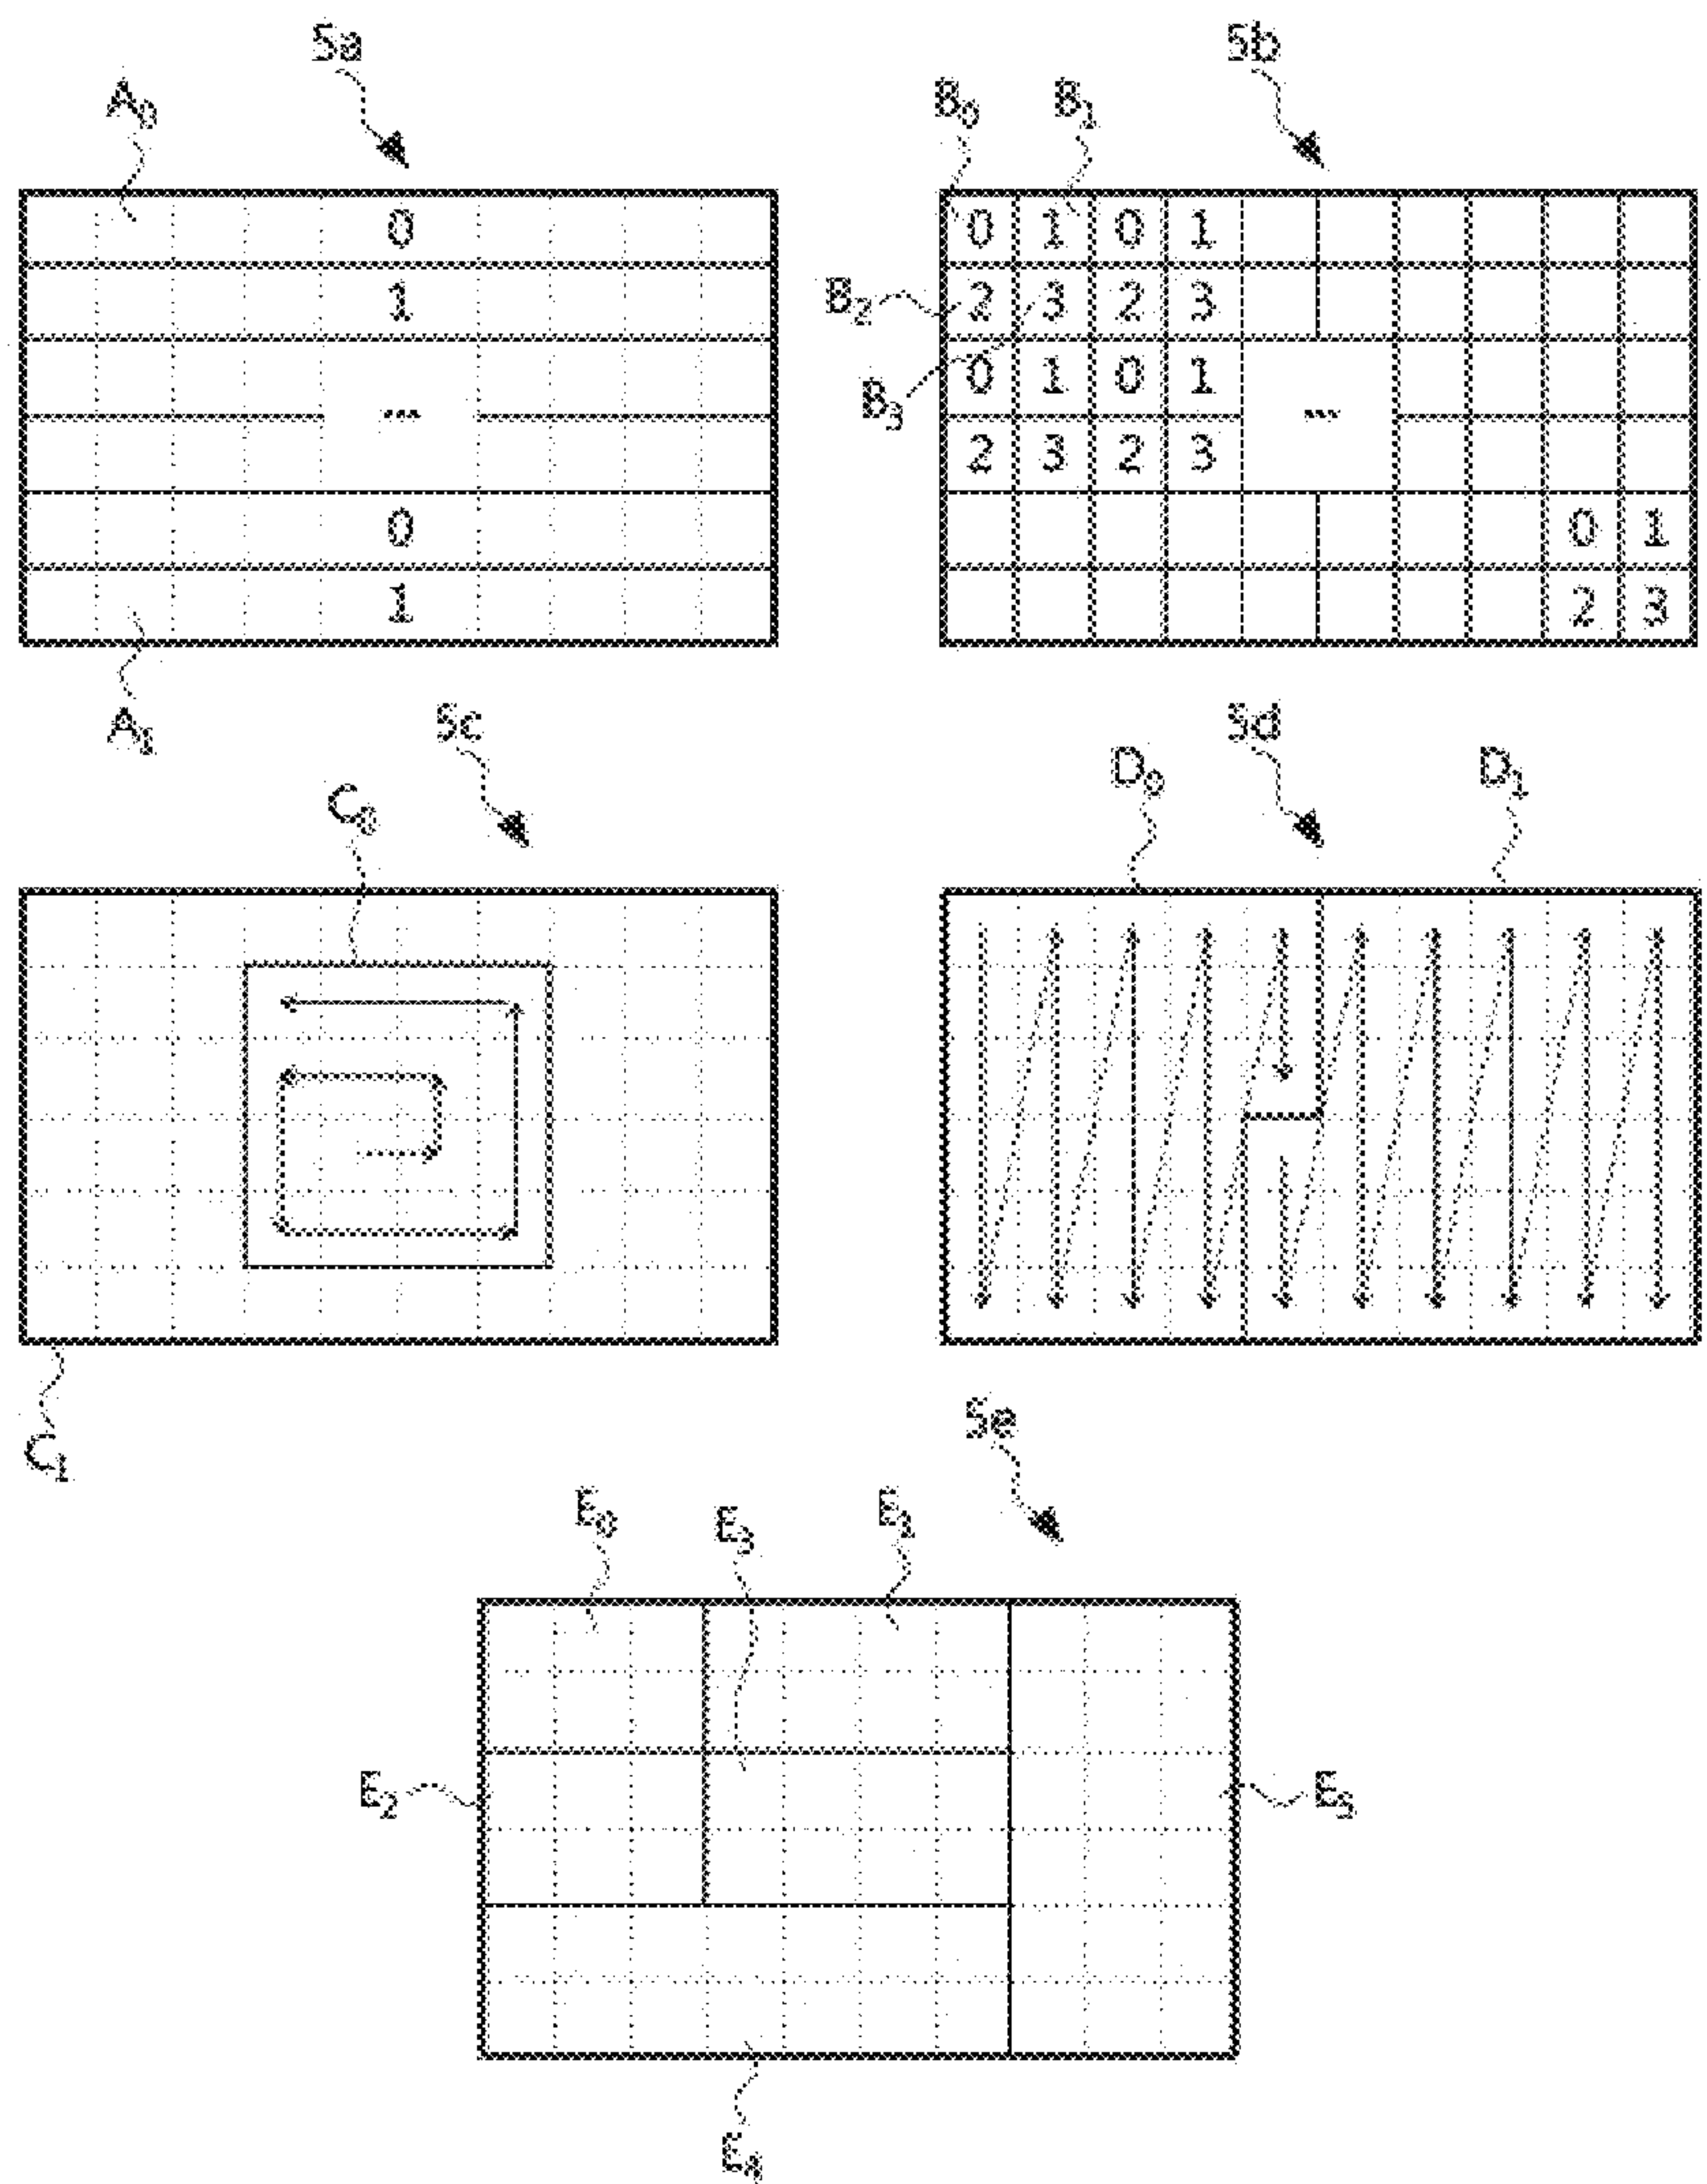 5a
A0
0
1
...
0
1
A1
5b
B0 B1
0 1 0 1
B2 2 3 2 3
0 1 0 1
B3 ...
2 3 2 3
0 1
2 3
5c
C0
C1
5d
D0 D1
5e
E0 E3 E1
E2 E5
E4